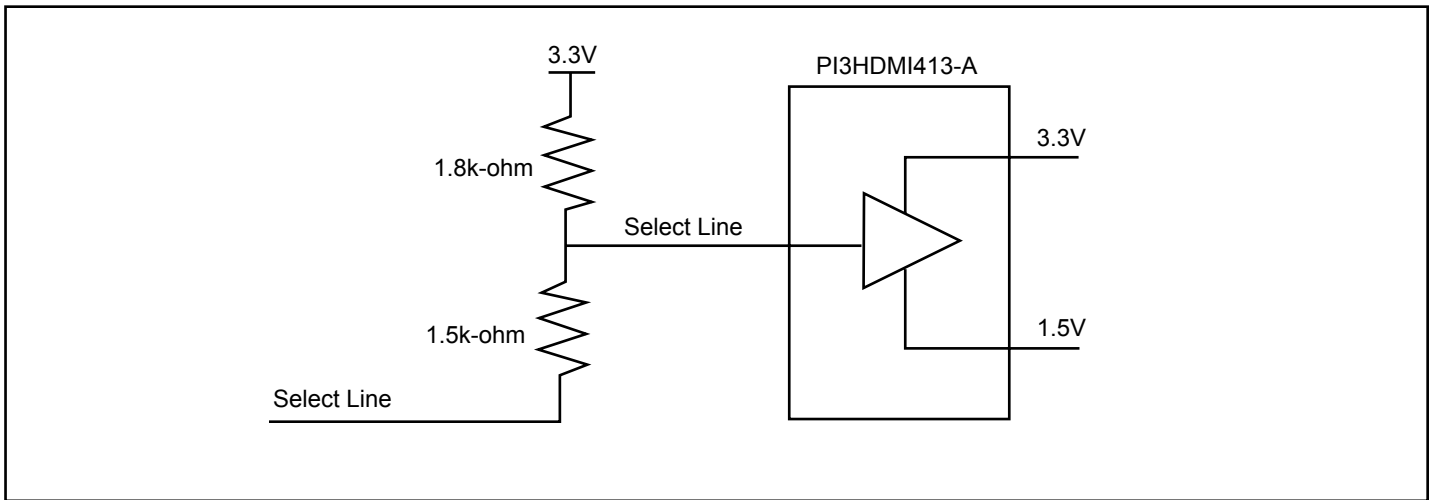 3.3V
PI3HDMI413-A
3.3V
1.8k-ohm
Select Line
1.5k-ohm
1.5V
Select Line